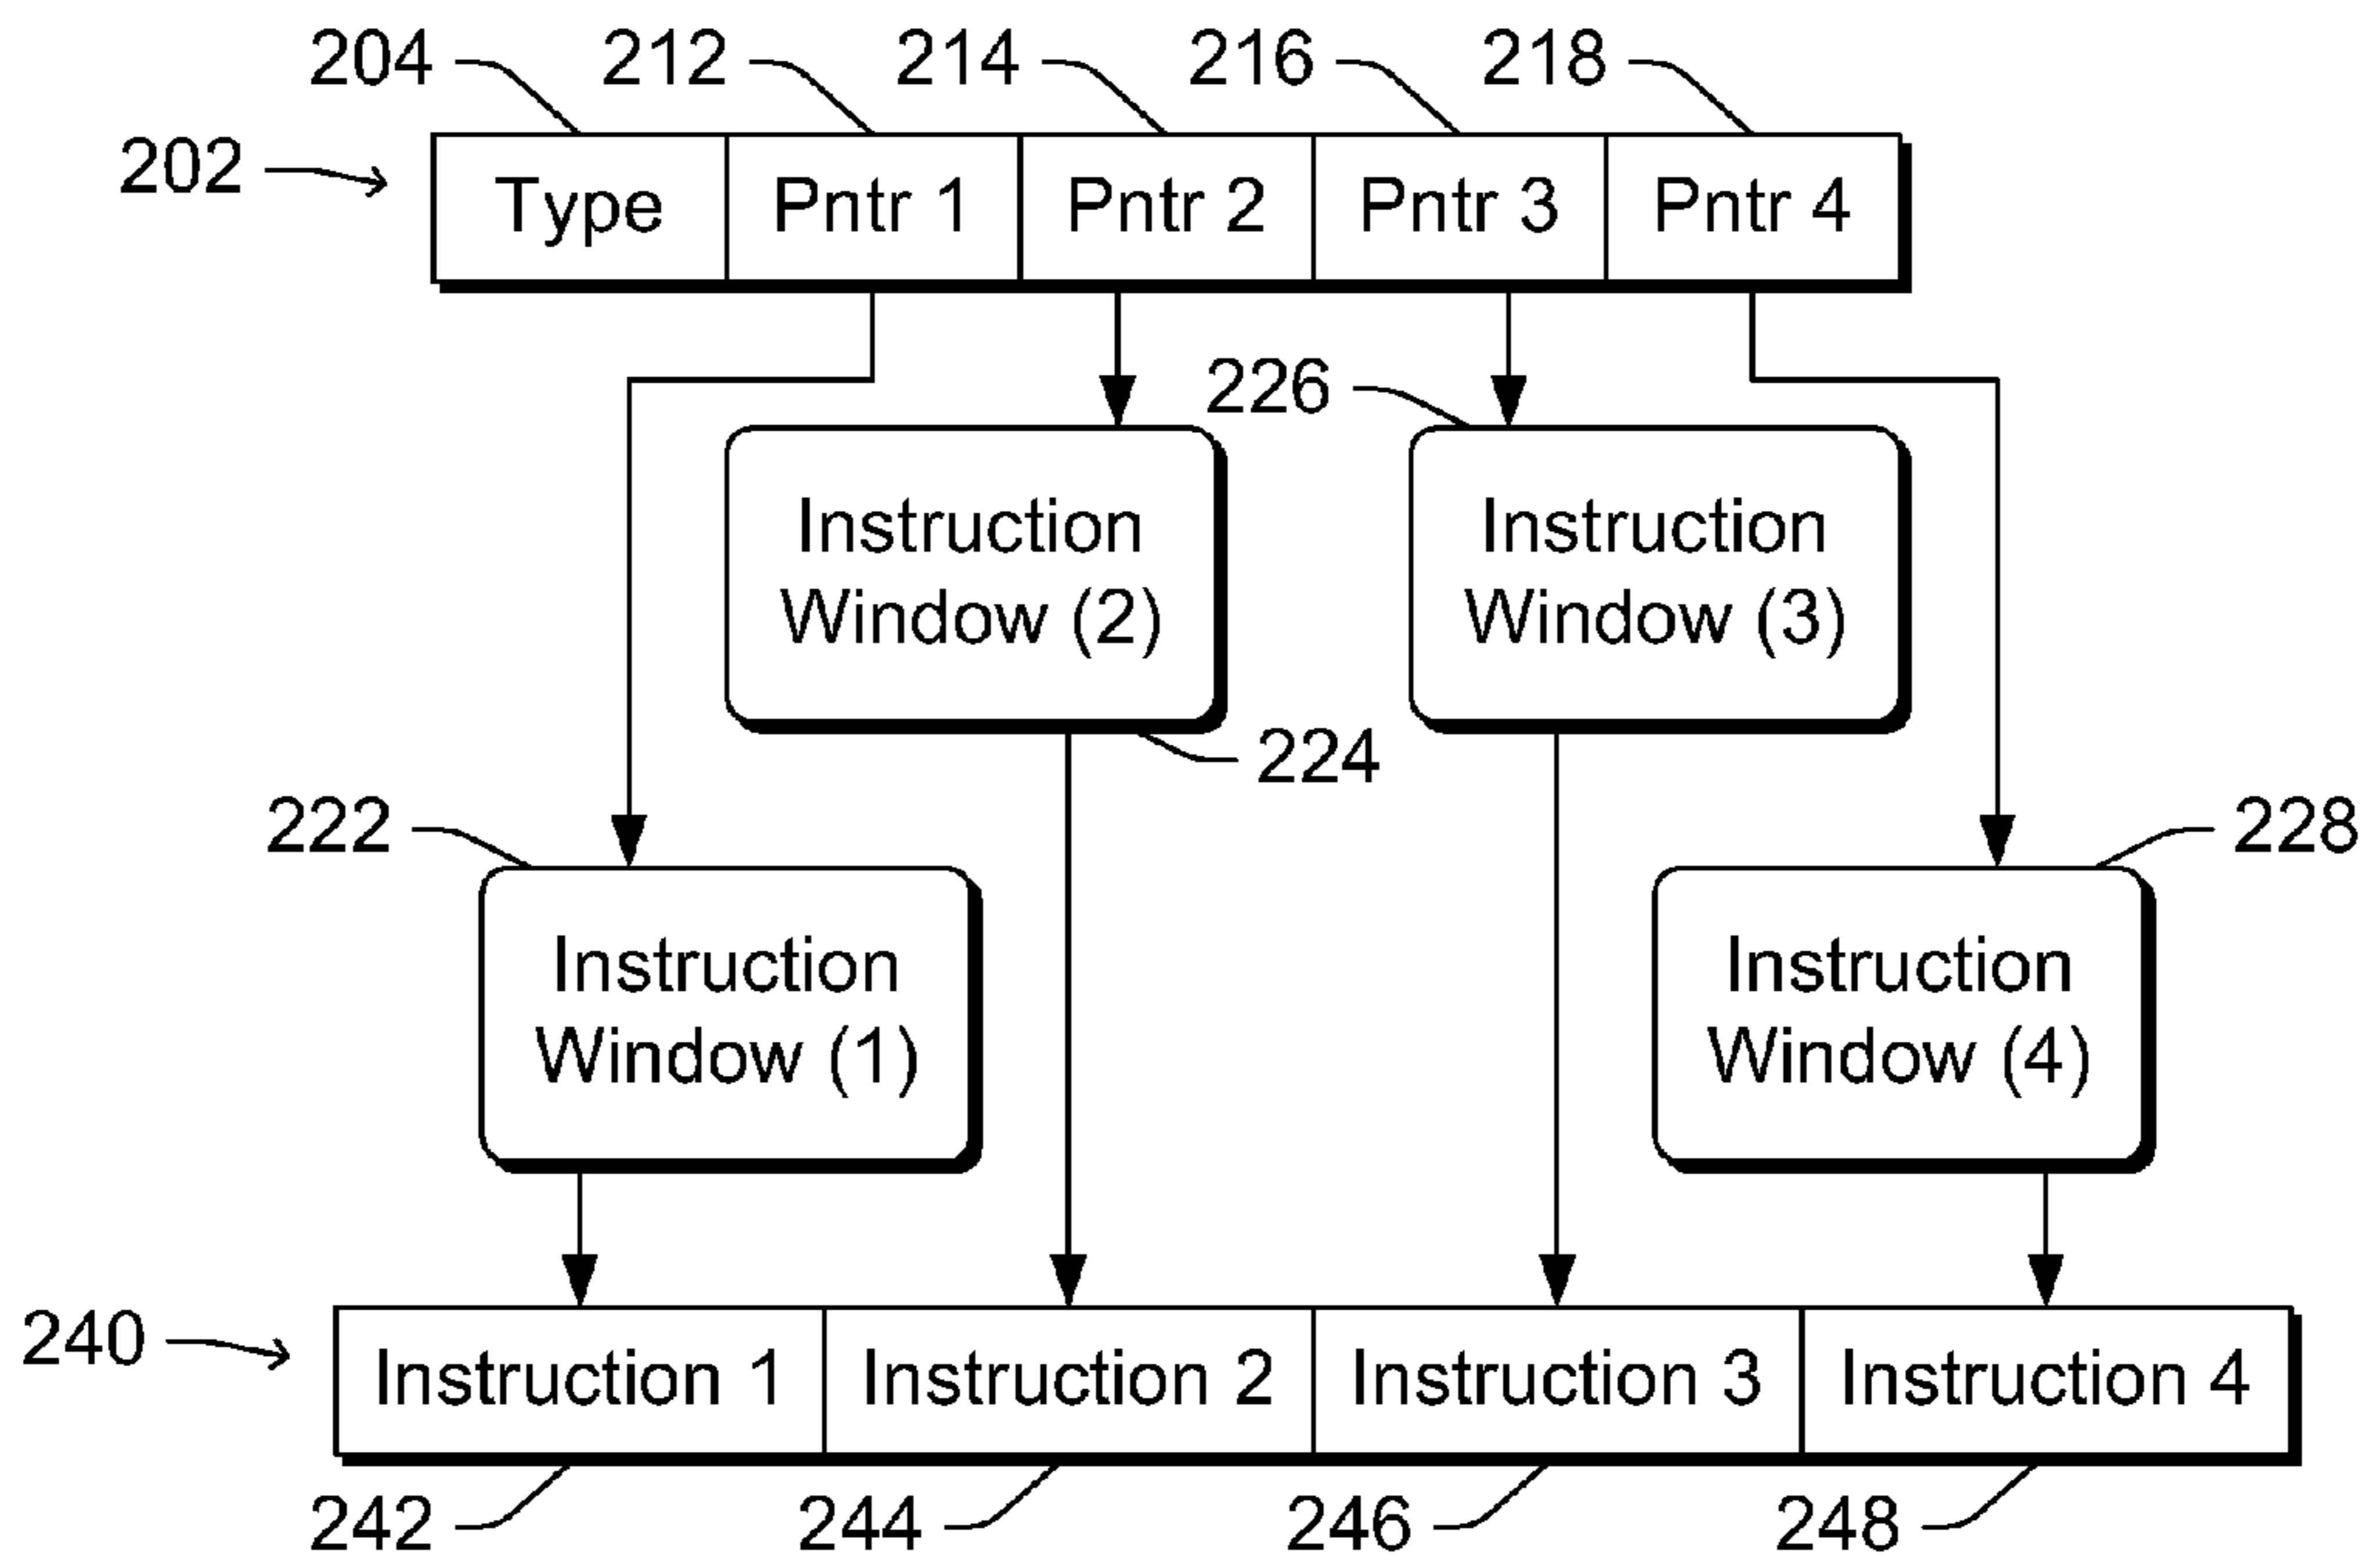 204 212 214 216 218
202
Type Pntr 1 Pntr 2 Pntr 3 Pntr 4
226
Instruction
Window (2)
Instruction
Window (3)
224
222
228
Instruction
Window (1)
Instruction
Window (4)
240
Instruction 1 Instruction 2 Instruction 3 Instruction 4
242 244 246 248